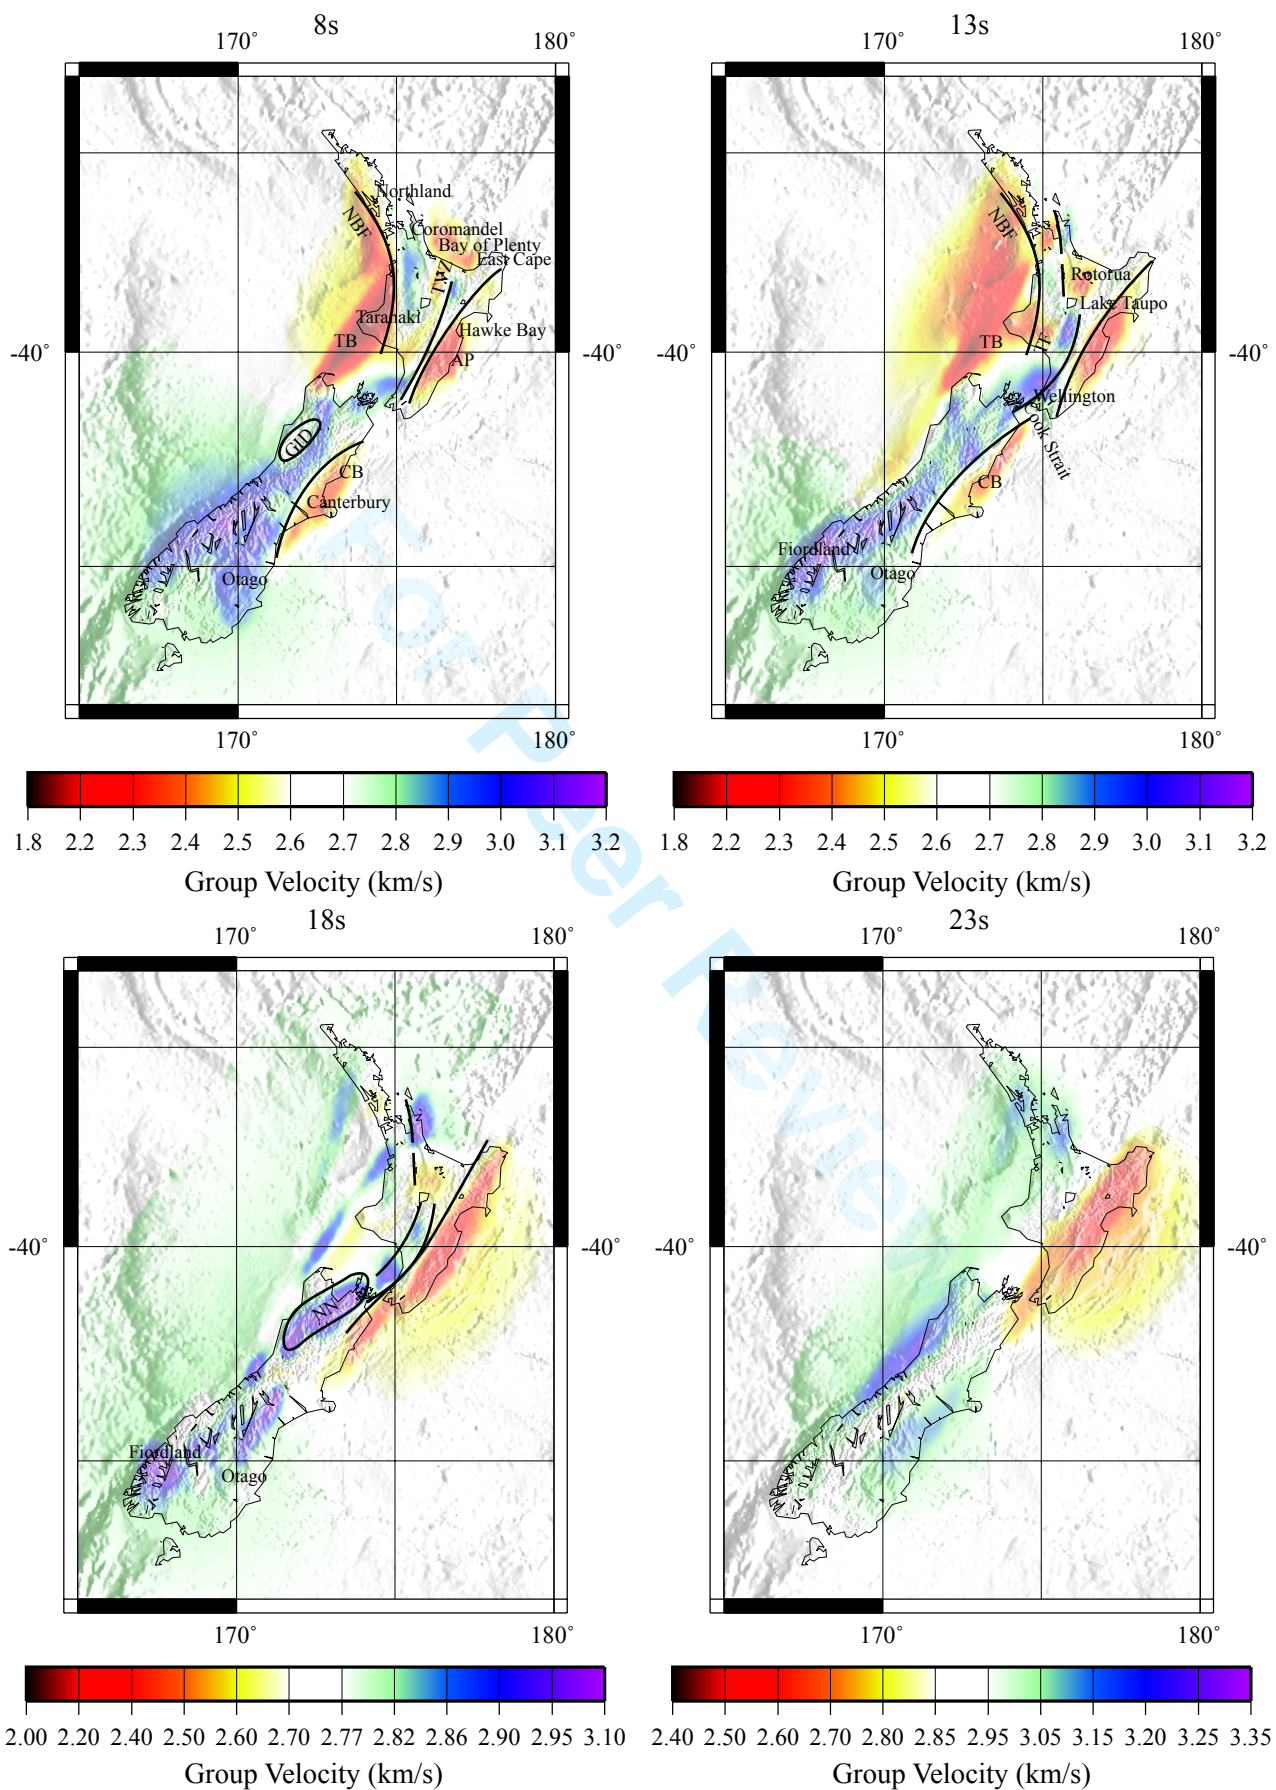 8s
170° 180°
Northland
NBF
Coromandel
Bay of Plenty
East Cape
TVZ
Taranaki
Hawke Bay
TB
AP
-40°
GID
CB
Canterbury
Otago
170° 180°
1.8 2.2 2.3 2.4 2.5 2.6 2.7 2.8 2.9 3.0 3.1 3.2
Group Velocity (km/s)
13s
170° 180°
NBF
Rotorua
Lake Taupo
TB
TF
-40°
Wellington
Cook Strait
CB
Fiordland
Otago
170° 180°
1.8 2.2 2.3 2.4 2.5 2.6 2.7 2.8 2.9 3.0 3.1 3.2
Group Velocity (km/s)
18s
170° 180°
-40°
NN
Fiordland
Otago
170° 180°
2.00 2.20 2.40 2.50 2.60 2.70 2.77 2.82 2.86 2.90 2.95 3.10
Group Velocity (km/s)
23s
170° 180°
-40°
170° 180°
2.40 2.50 2.60 2.70 2.80 2.85 2.95 3.05 3.15 3.20 3.25 3.35
Group Velocity (km/s)
For Peer Review